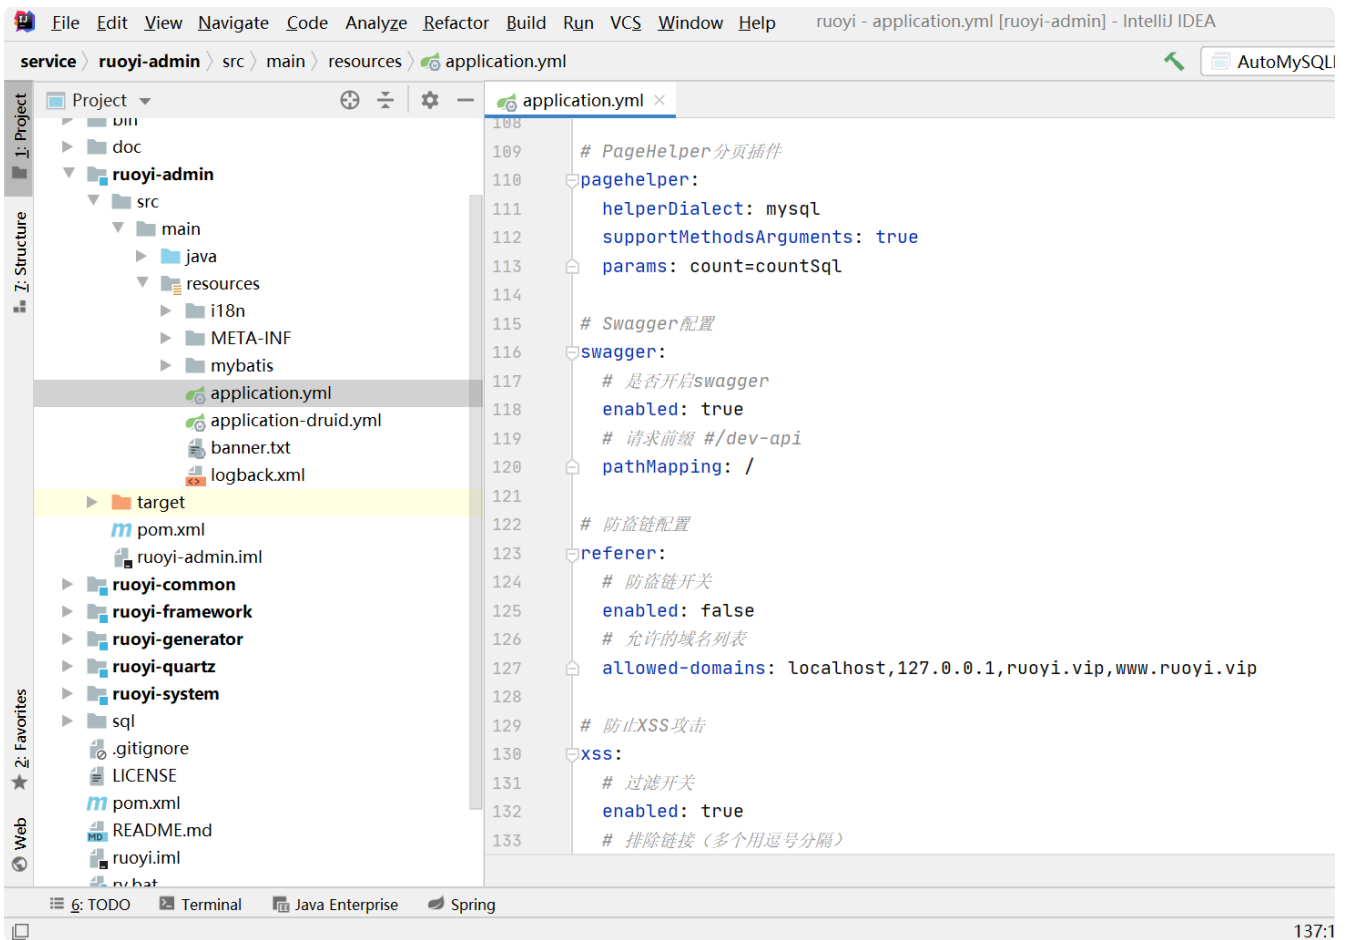 File Edit View Navigate Code Analyze Refactor Build Run VCS Window Help ruoyi - application.yml [ruoyi-admin] - IntelliJ IDEA
service ruoyi-admin src main resources application.yml AutoMySQL
1: Project
7: Structure
2: Favorites
Web
Project
bin
doc
ruoyi-admin
src
main
java
resources
i18n
META-INF
mybatis
application.yml
application-druid.yml
banner.txt
logback.xml
target
pom.xml
ruoyi-admin.iml
ruoyi-common
ruoyi-framework
ruoyi-generator
ruoyi-quartz
ruoyi-system
sql
.gitignore
LICENSE
pom.xml
README.md
ruoyi.iml
ry.bat
application.yml
108
109 # PageHelper分页插件
110 pagehelper:
111 helperDialect: mysql
112 supportMethodsArguments: true
113 params: count=countSql
114
115 # Swagger配置
116 swagger:
117 # 是否开启swagger
118 enabled: true
119 # 请求前缀 #/dev-api
120 pathMapping: /
121
122 # 防盗链配置
123 referer:
124 # 防盗链开关
125 enabled: false
126 # 允许的域名列表
127 allowed-domains: localhost,127.0.0.1,ruoyi.vip,www.ruoyi.vip
128
129 # 防止XSS攻击
130 xss:
131 # 过滤开关
132 enabled: true
133 # 排除链接（多个用逗号分隔）
6: TODO Terminal Java Enterprise Spring
137:1